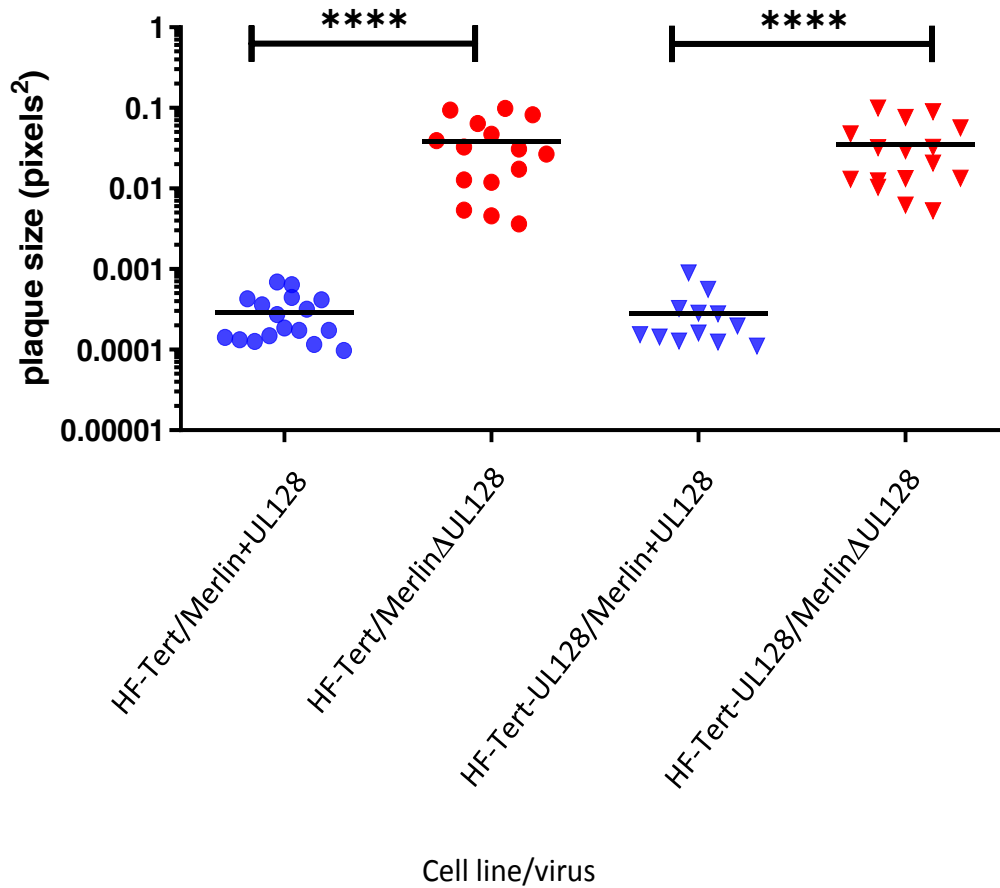 **** ****
plaque size (pixels²)
1
0.1
0.01
0.001
0.0001
0.00001
HF-Tert/Merlin+UL128
HF-Tert/MerlinΔUL128
HF-Tert-UL128/Merlin+UL128
HF-Tert-UL128/MerlinΔUL128
Cell line/virus